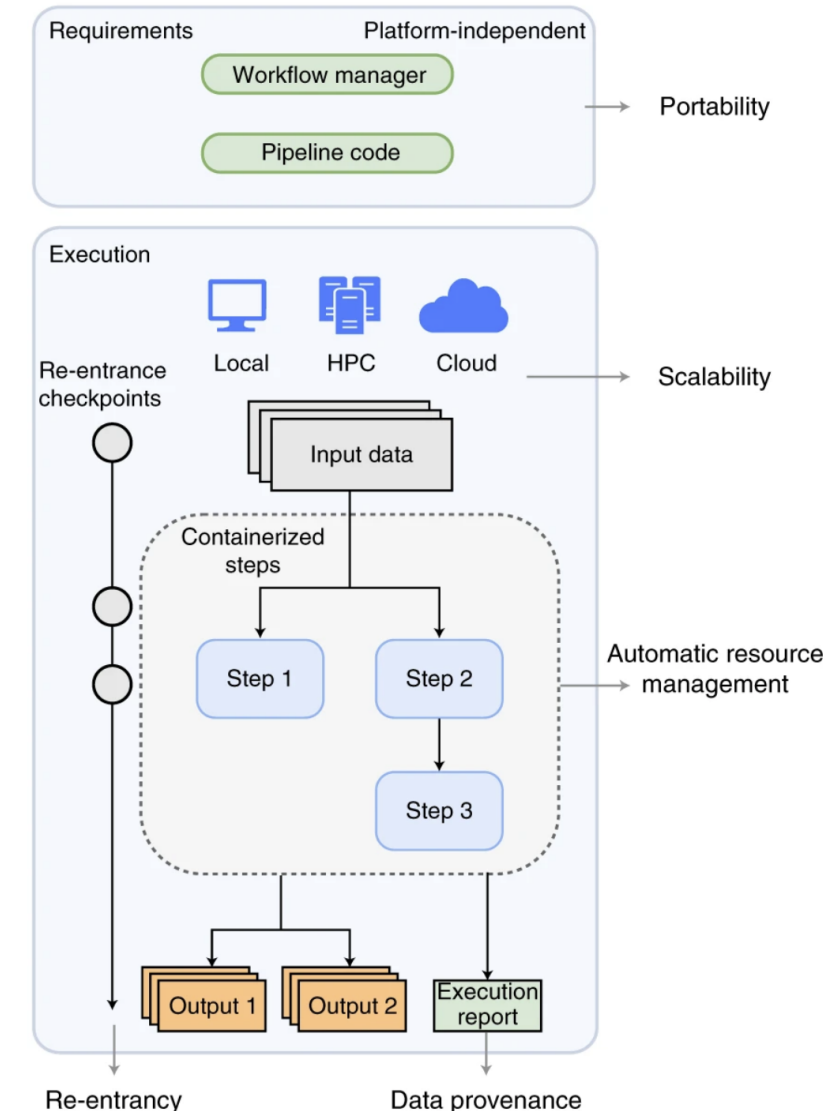 Requirements
Platform-independent
Workflow manager
Portability
Pipeline code
Execution
Local
HPC
Cloud
Scalability
Re-entrance
checkpoints
Input data
Containerized
steps
Step 1
Step 2
Automatic resource
management
Step 3
Output 1
Output 2
Execution
report
Re-entrancy
Data provenance